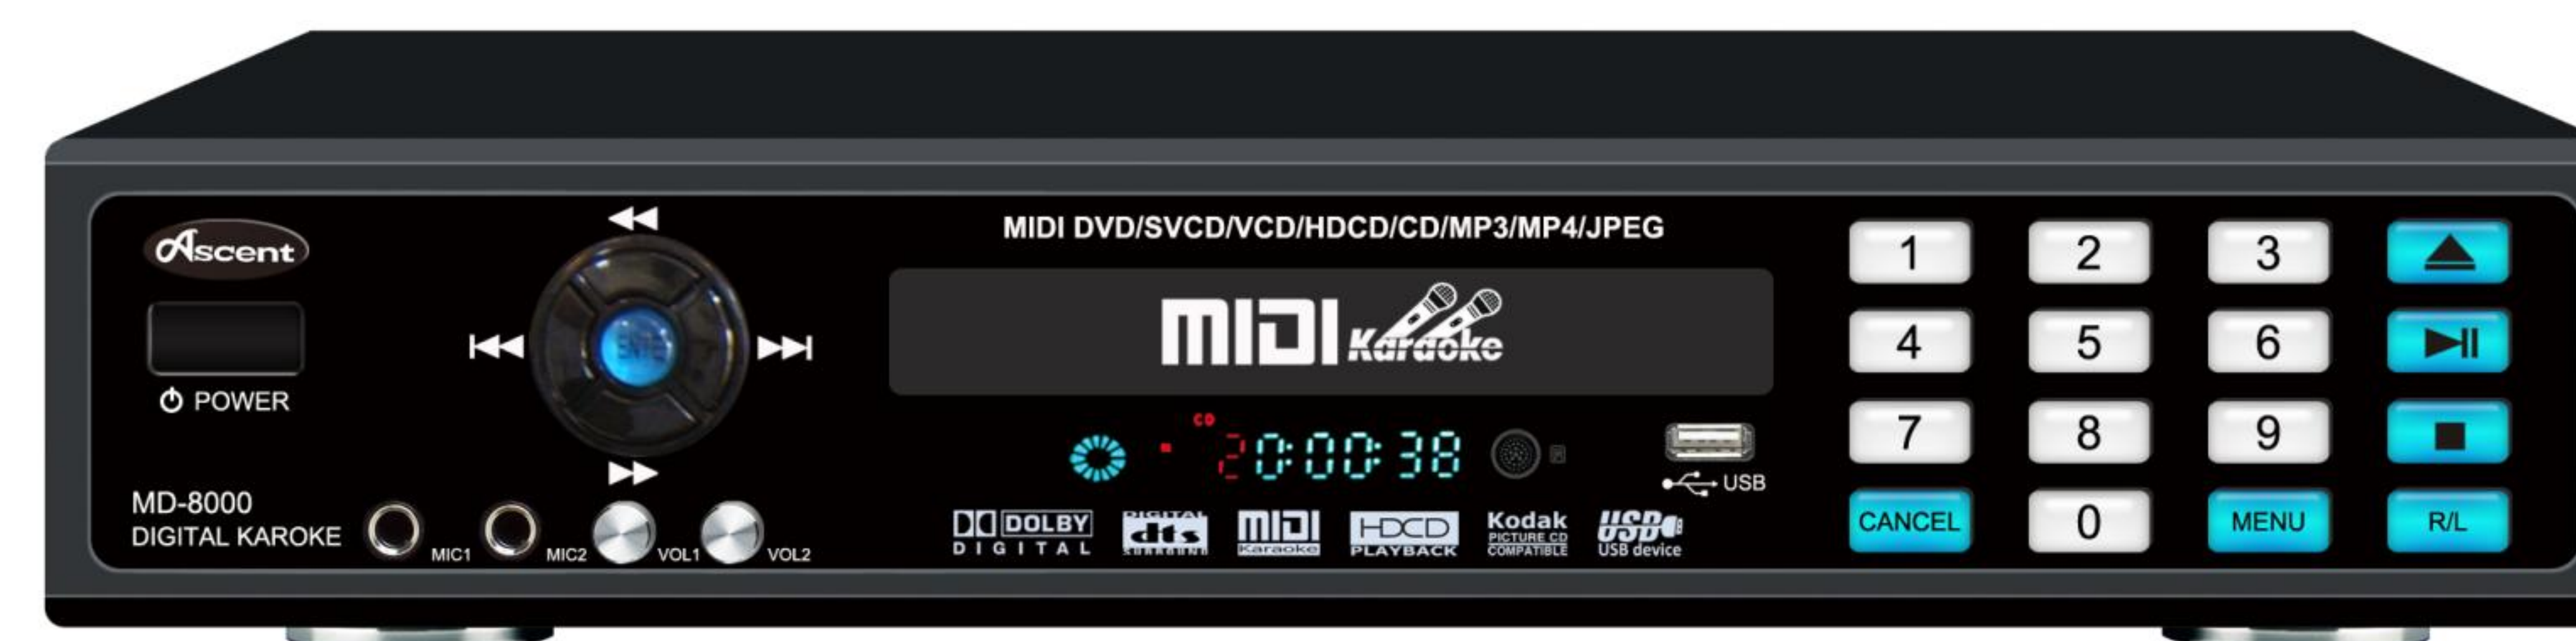 Ascent
POWER
MD-8000
DIGITAL KAROKE
MIC1
MIC2
VOL1
VOL2
MIDI DVD/SVCD/VCD/HDCD/CD/MP3/MP4/JPEG
MIDI Karaoke
CD
20:00:38
USB
DOLBY
DIGITAL
DIGITAL
dts
SURROUND
MIDI
Karaoke
HDCD
PLAYBACK
Kodak
PICTURE CD
COMPATIBLE
USB
USB device
1 2 3
4 5 6
7 8 9
CANCEL 0 MENU R/L